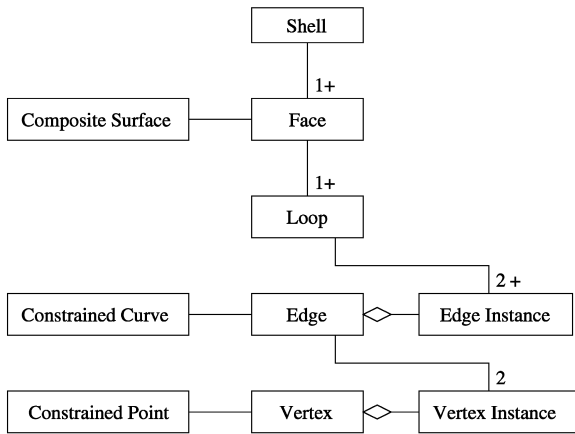 Shell
1+
Composite Surface
Face
1+
Loop
2 +
Constrained Curve
Edge
Edge Instance
2
Constrained Point
Vertex
Vertex Instance